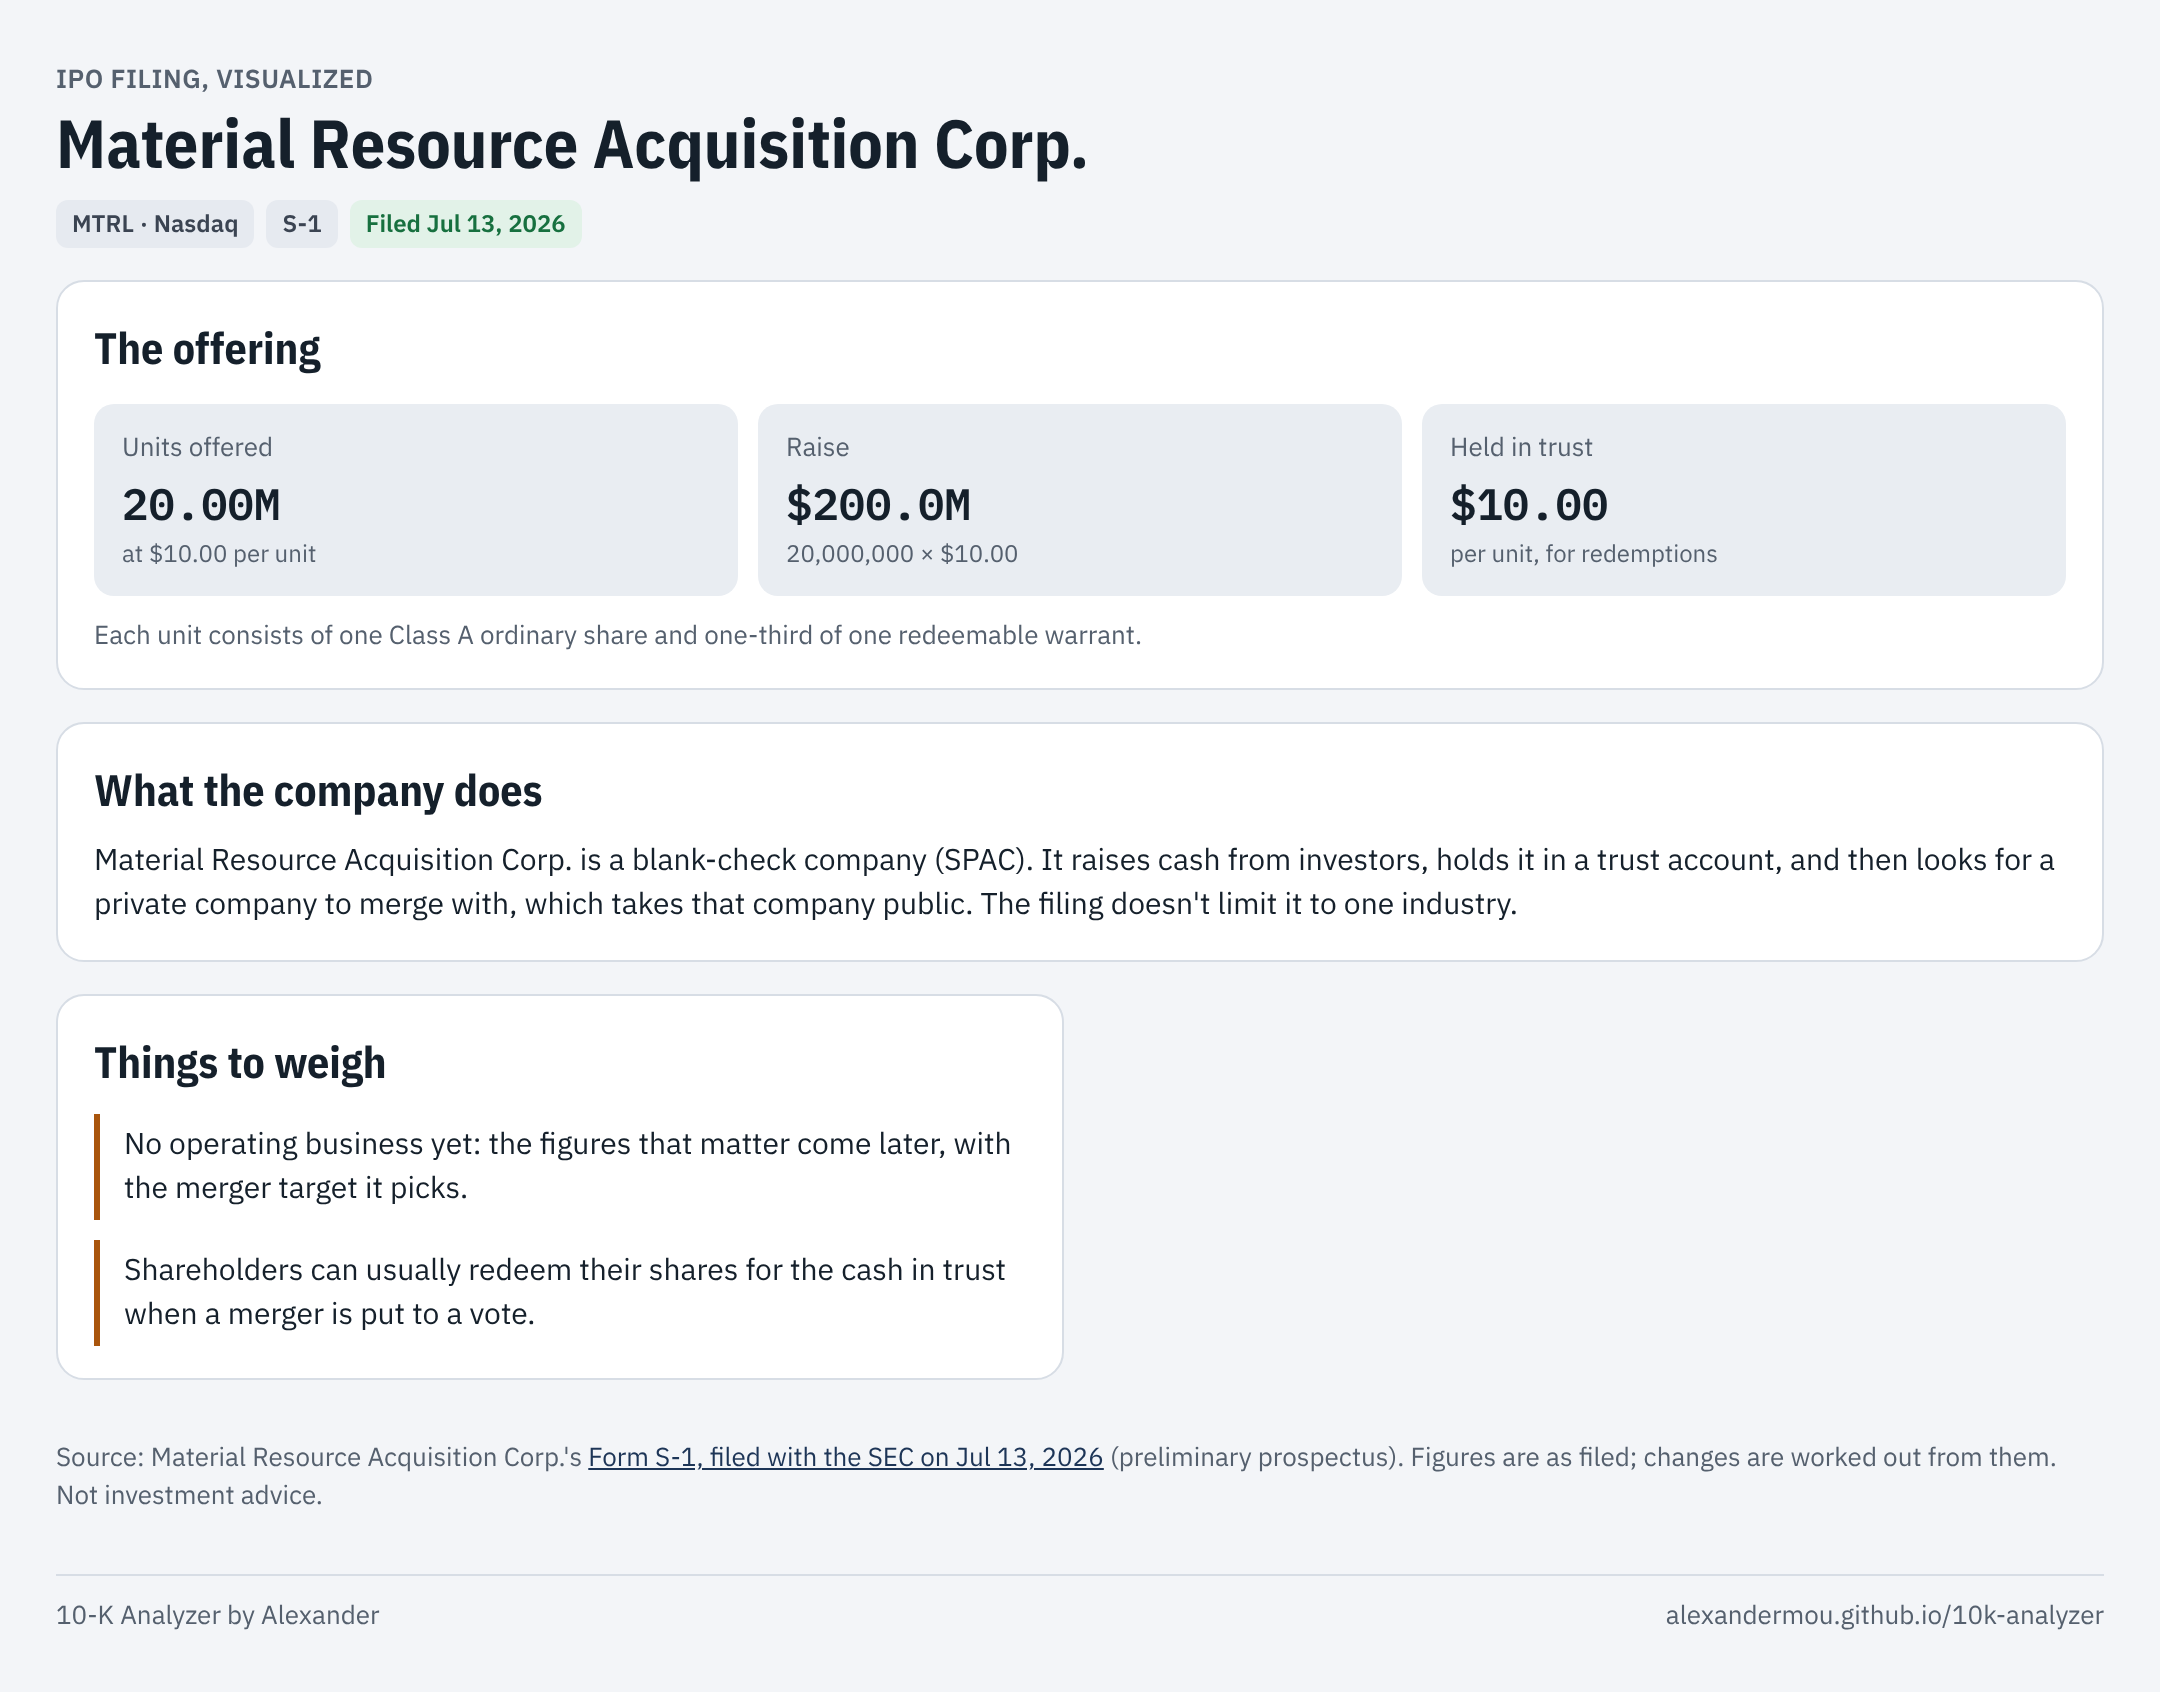 IPO FILING, VISUALIZED
Material Resource Acquisition Corp.
MTRL · Nasdaq S-1 Filed Jul 13, 2026
The offering
Units offered
20.00M
at $10.00 per unit
Raise
$200.0M
20,000,000 × $10.00
Held in trust
$10.00
per unit, for redemptions
Each unit consists of one Class A ordinary share and one-third of one redeemable warrant.
What the company does
Material Resource Acquisition Corp. is a blank-check company (SPAC). It raises cash from investors, holds it in a trust account, and then looks for a
private company to merge with, which takes that company public. The filing doesn't limit it to one industry.
Things to weigh
No operating business yet: the figures that matter come later, with
the merger target it picks.
Shareholders can usually redeem their shares for the cash in trust
when a merger is put to a vote.
Source: Material Resource Acquisition Corp.'s Form S-1, filed with the SEC on Jul 13, 2026 (preliminary prospectus). Figures are as filed; changes are worked out from them.
Not investment advice.
10-K Analyzer by Alexander
alexandermou.github.io/10k-analyzer